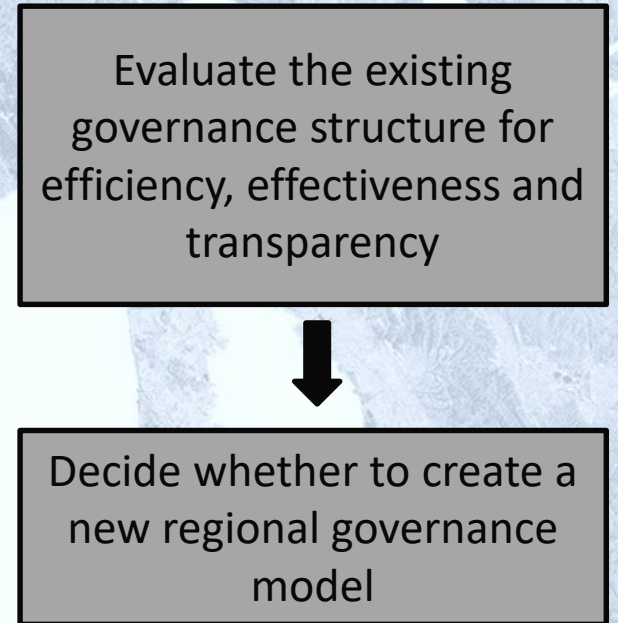 Evaluate the existing
governance structure for
efficiency, effectiveness and
transparency
Decide whether to create a
new regional governance
model